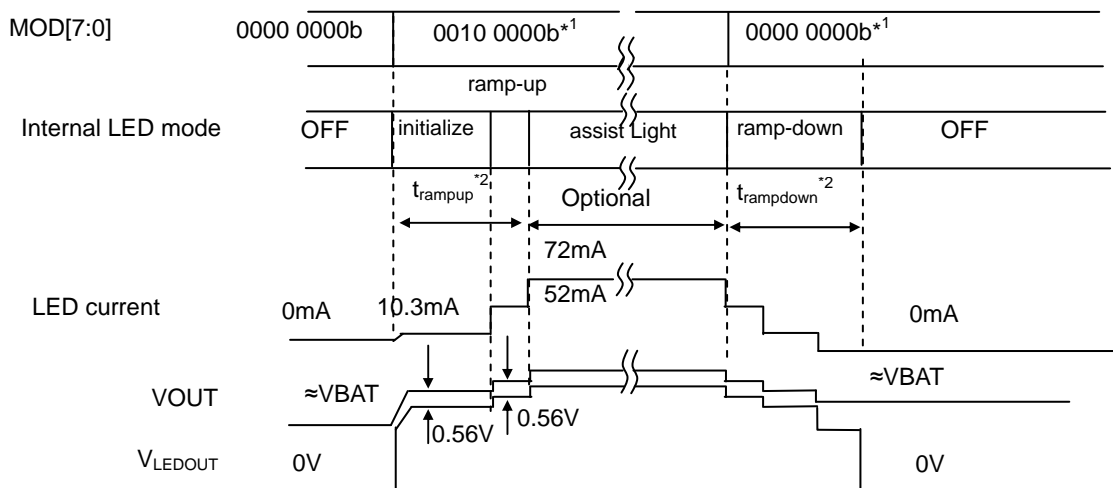 MOD[7:0] 0000 0000b 0010 0000b*1 0000 0000b*1
ramp-up
Internal LED mode OFF initialize assist Light ramp-down OFF
trampup*2 Optional trampdown*2
72mA
LED current 0mA 10.3mA 52mA 0mA
VOUT ≈VBAT ≈VBAT
0.56V 0.56V
VLEDOUT 0V 0V